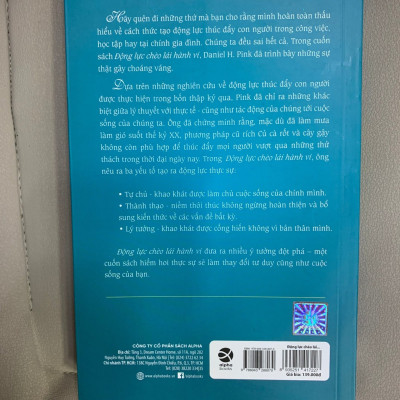 Hãy quên đi những thứ mà bạn cho rằng mình hoàn toàn thấu
hiểu về cách thức tạo động lực thúc đẩy con người trong công việc,
học tập hay tại chính gia đình. Chúng ta đều sai hết cả. Trong cuốn
sách Động lực chèo lái hành vi, Daniel H. Pink đã trình bày những sự
thật gây choáng váng.
Dựa trên những nghiên cứu về động lực thúc đẩy con người
được thực hiện trong bốn thập kỷ qua, Pink đã chỉ ra những khác
biệt giữa lý thuyết với thực tế - cũng như tác động của chúng tới cuộc
sống của chúng ta. Ông đã chứng minh rằng, mặc dù đã làm mưa
làm gió suốt thế kỷ XX, phương pháp cũ rích Củ cà rốt và cây gậy
không còn phù hợp để thúc đẩy mọi người vượt qua những thử
thách trong thời đại ngày nay. Trong Động lực chèo lái hành vi, ông
nêu ra ba yếu tố tạo ra động lực thực sự:
• Tự chủ - khao khát được làm chủ cuộc sống của chính mình.
• Thành thạo - niềm thôi thúc không ngừng hoàn thiện và bổ
sung kiến thức về các vấn đề bất kỳ.
• Lý tưởng - khao khát được cống hiến không vì bản thân mình.
Động lực chèo lái hành vi đưa ra nhiều ý tưởng đột phá – một
cuốn sách hiếm hoi thực sự sẽ làm thay đổi tư duy cũng như cuộc
sống của bạn.
CÔNG TY CỔ PHẦN SÁCH ALPHA
alpha
books
Động lực chèo lái...
Giá bìa: 119.000đ